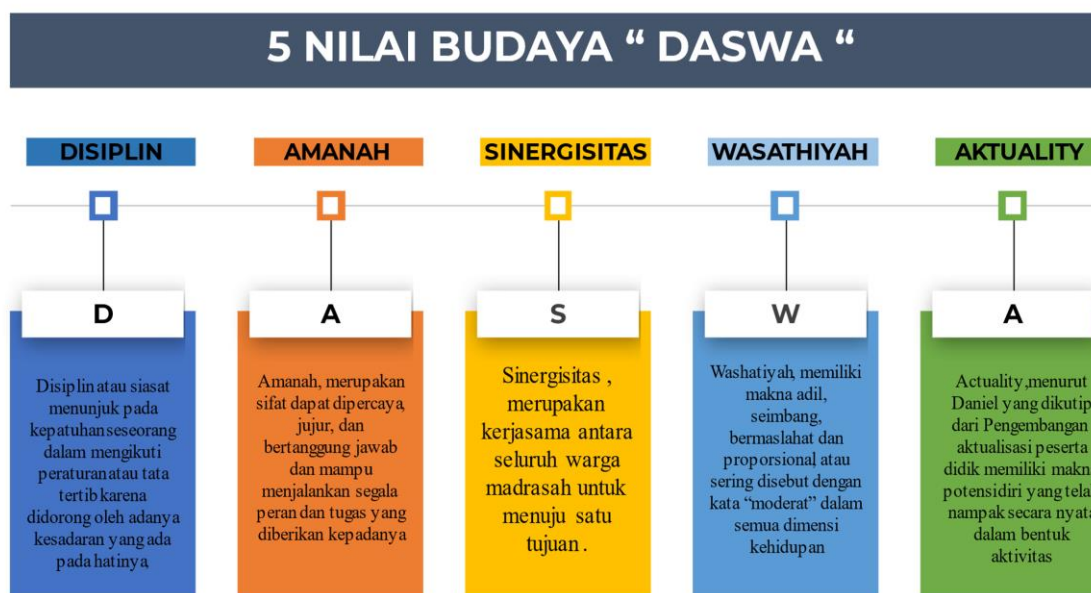 5 NILAI BUDAYA “ DASWA “
DISIPLIN
AMANAH
SINERGISITAS
WASATHIYAH
AKTUALITY
D
Disiplin atau siasat
menunjuk pada
kepatuhan seseorang
dalam mengikuti
peraturan atau tata
tertib karena
didorong oleh adanya
kesadaran yang ada
pada hatinya,
A
Amanah, merupakan
sifat dapat dipercaya,
jujur, dan
bertanggung jawab
dan mampu
menjalankan segala
peran dan tugas yang
diberikan kepadanya
S
Sinergisitas ,
merupakan
kerjasama antara
seluruh warga
madrasah untuk
menuju satu
tujuan .
W
Washatiyah, memiliki
makna adil,
seimbang,
bermaslahat dan
proporsional, atau
sering disebut dengan
kata “moderat” dalam
semua dimensi
kehidupan
A
Actuality ,menurut
Daniel yang dikutip
dari Pengembangan
aktualisasi peserta
didik memiliki
potensi diri yang
nampak secara
dalam bentuk
aktivitas